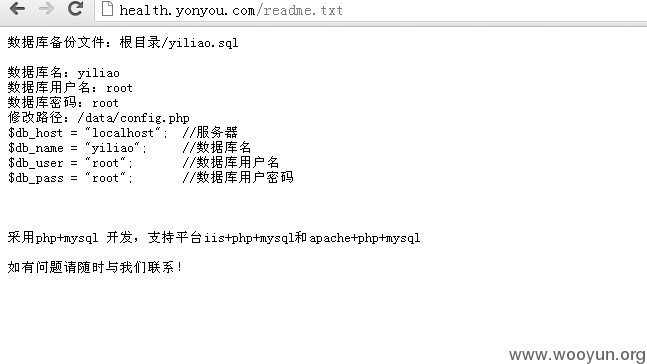 health.yonyou.com/readme.txt
数据库备份文件：根目录/yiliao.sql
数据库名：yiliao
数据库用户名：root
数据库密码：root
修改路径：/data/config.php
$db_host = "localhost"; //服务器
$db_name = "yiliao"; //数据库名
$db_user = "root"; //数据库用户名
$db_pass = "root"; //数据库用户密码
采用php+mysql 开发，支持平台iis+php+mysql和apache+php+mysql
如有问题请随时与我们联系！
www.wooyun.org